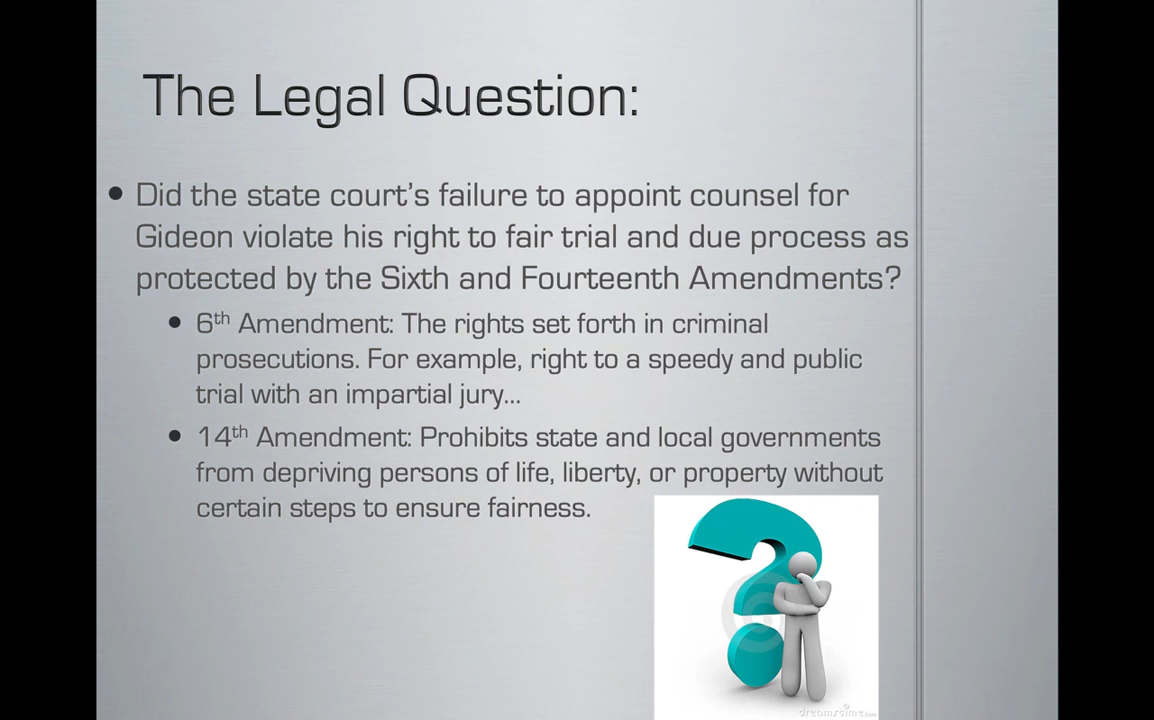 The Legal Question:
• Did the state court’s failure to appoint counsel for
Gideon violate his right to fair trial and due process as
protected by the Sixth and Fourteenth Amendments?
• 6th Amendment: The rights set forth in criminal
prosecutions. For example, right to a speedy and public
trial with an impartial jury...
• 14th Amendment: Prohibits state and local governments
from depriving persons of life, liberty, or property without
certain steps to ensure fairness.
dreamstime.com